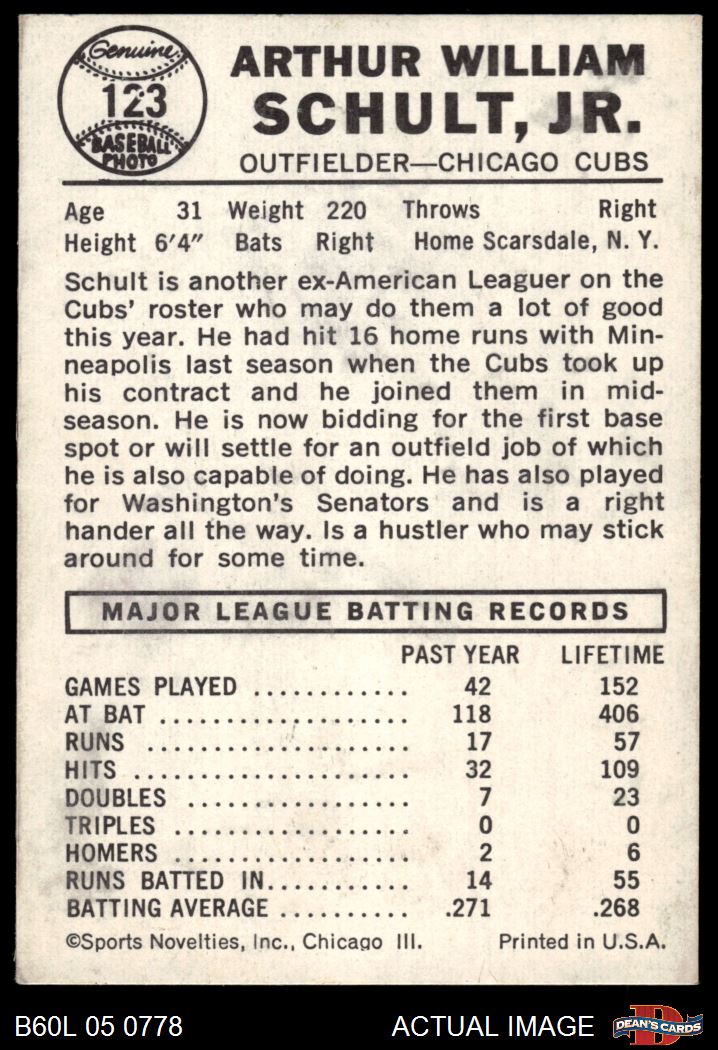 Genuine
123
BASEBALL
PHOTO
ARTHUR WILLIAM
SCHULT, JR.
OUTFIELDER—CHICAGO CUBS
Age 31 Weight 220 Throws Right
Height 6'4" Bats Right Home Scarsdale, N. Y.
Schult is another ex-American Leaguer on the
Cubs' roster who may do them a lot of good
this year. He had hit 16 home runs with Min-
neapolis last season when the Cubs took up
his contract and he joined them in mid-
season. He is now bidding for the first base
spot or will settle for an outfield job of which
he is also capable of doing. He has also played
for Washington's Senators and is a right
hander all the way. Is a hustler who may stick
around for some time.
MAJOR LEAGUE BATTING RECORDS
PAST YEAR LIFETIME
GAMES PLAYED ............ 42 152
AT BAT ................... 118 406
RUNS .................... 17 57
HITS ..................... 32 109
DOUBLES ................. 7 23
TRIPLES .................. 0 0
HOMERS .................. 2 6
RUNS BATTED IN........... 14 55
BATTING AVERAGE .......... .271 .268
©Sports Novelties, Inc., Chicago Ill. Printed in U.S.A.
B60L 05 0778 ACTUAL IMAGE DEAN'S CARDS